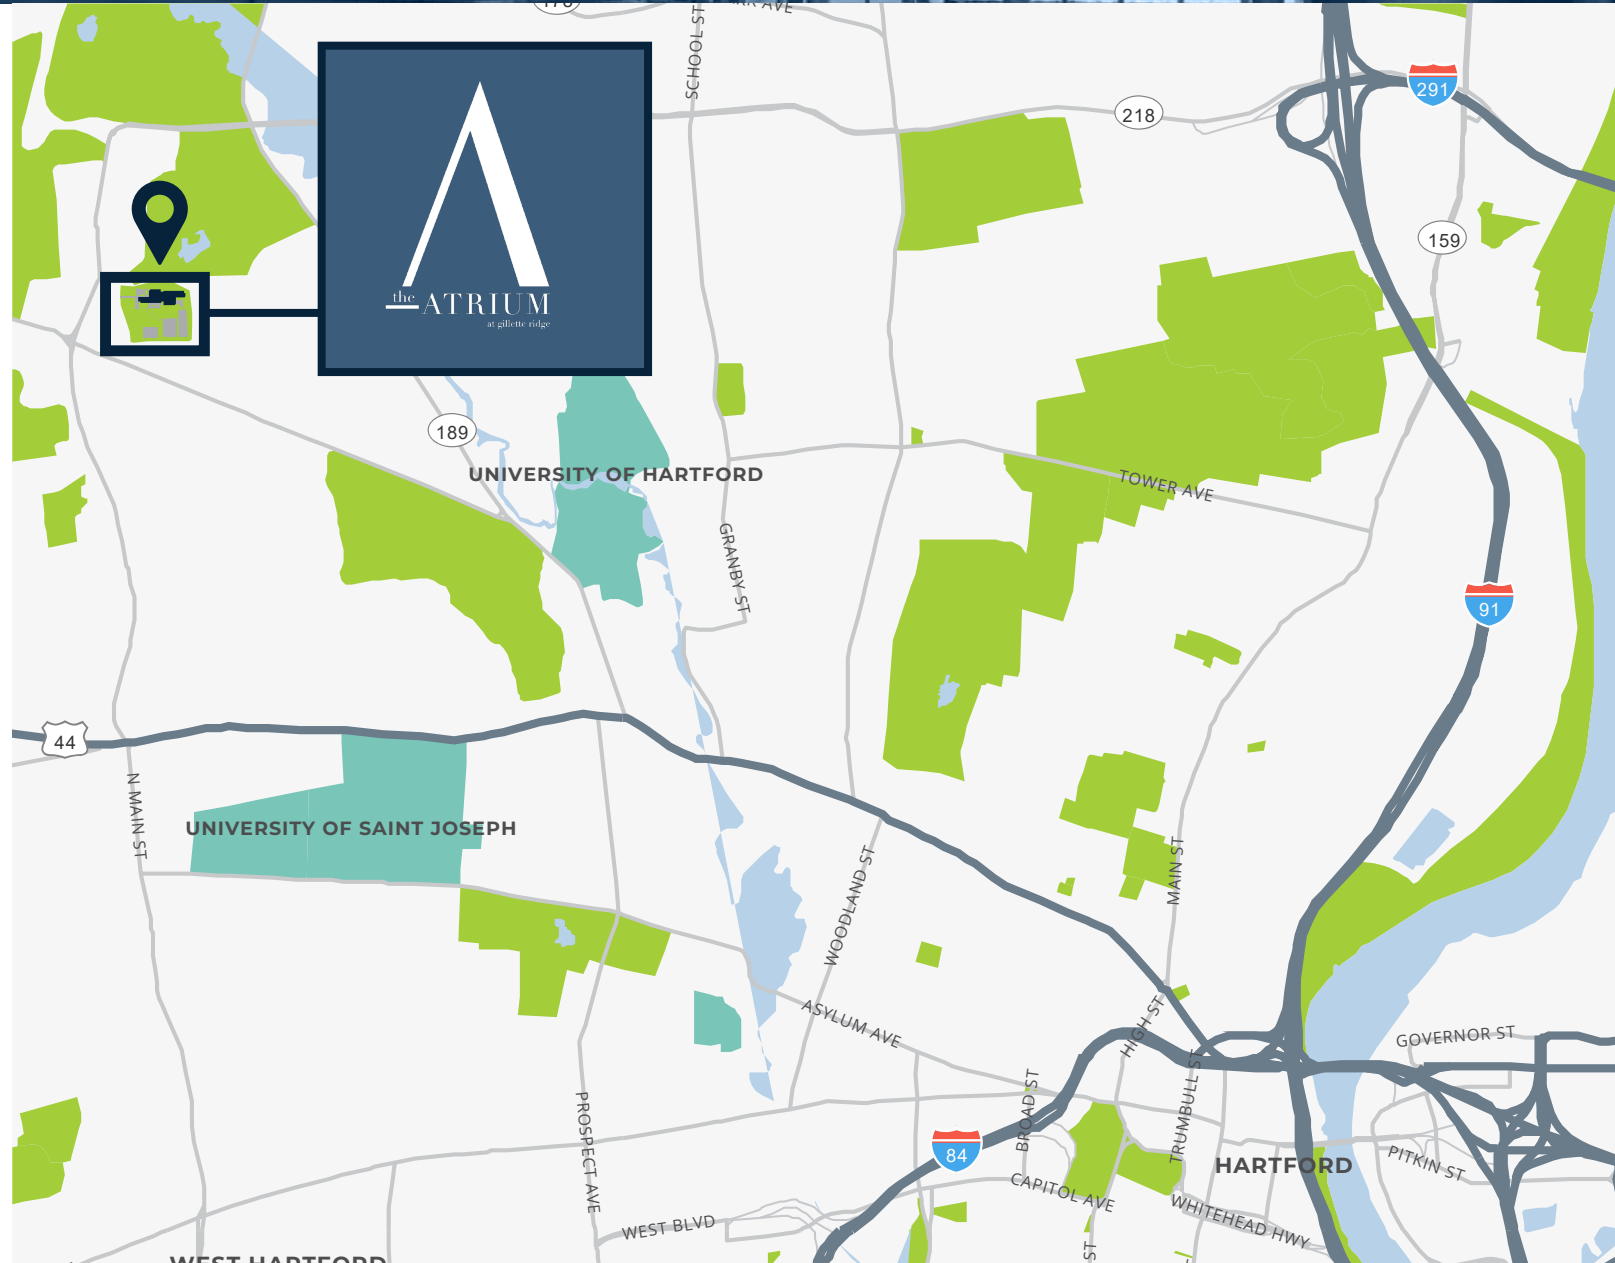 SCHOOL ST
291
218
the ATRIUM
at gillette ridge
159
189
UNIVERSITY OF HARTFORD
TOWER AVE
GRANBY ST
91
44
N MAIN ST
UNIVERSITY OF SAINT JOSEPH
MAIN ST
WOODLAND ST
ASYLUM AVE
HIGH ST
GOVERNOR ST
PROSPECT AVE
BROAD ST
TRUMBULL ST
84
HARTFORD
PITKIN ST
CAPITOL AVE
WHITEHEAD HWY
WEST BLVD
ST
WEST HARTFORD